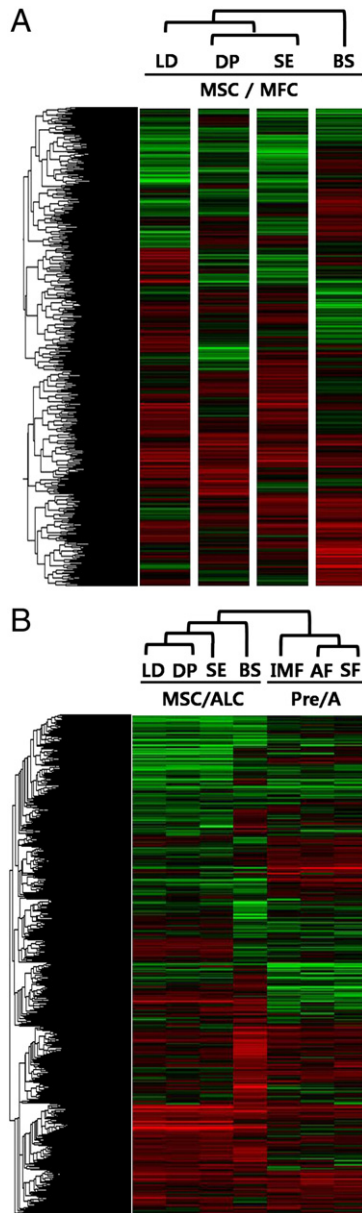 A
LD DP SE BS
MSC / MFC
B
LD DP SE BS IMF AF SF
MSC/ALC Pre/A